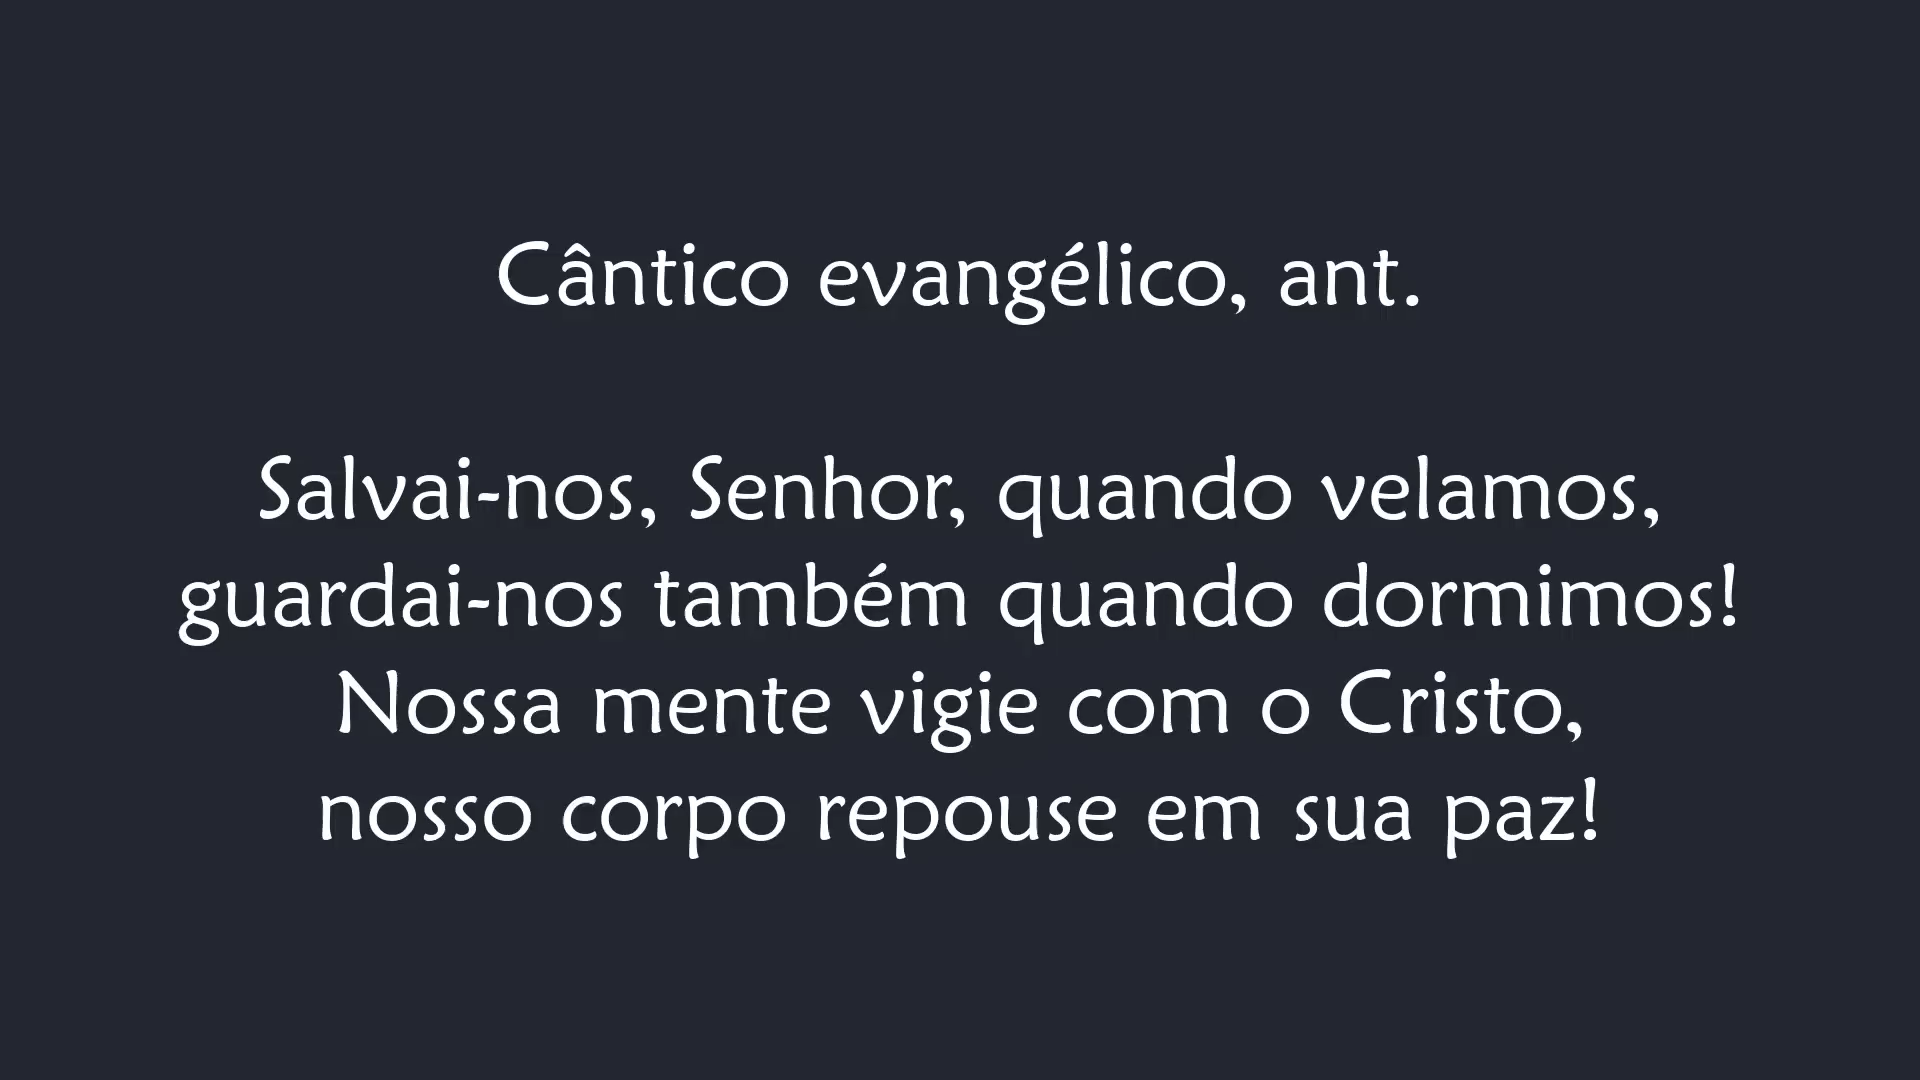 Cântico evangélico, ant.
Salvai-nos, Senhor, quando velamos,
guardai-nos também quando dormimos!
Nossa mente vigie com o Cristo,
nosso corpo repouse em sua paz!